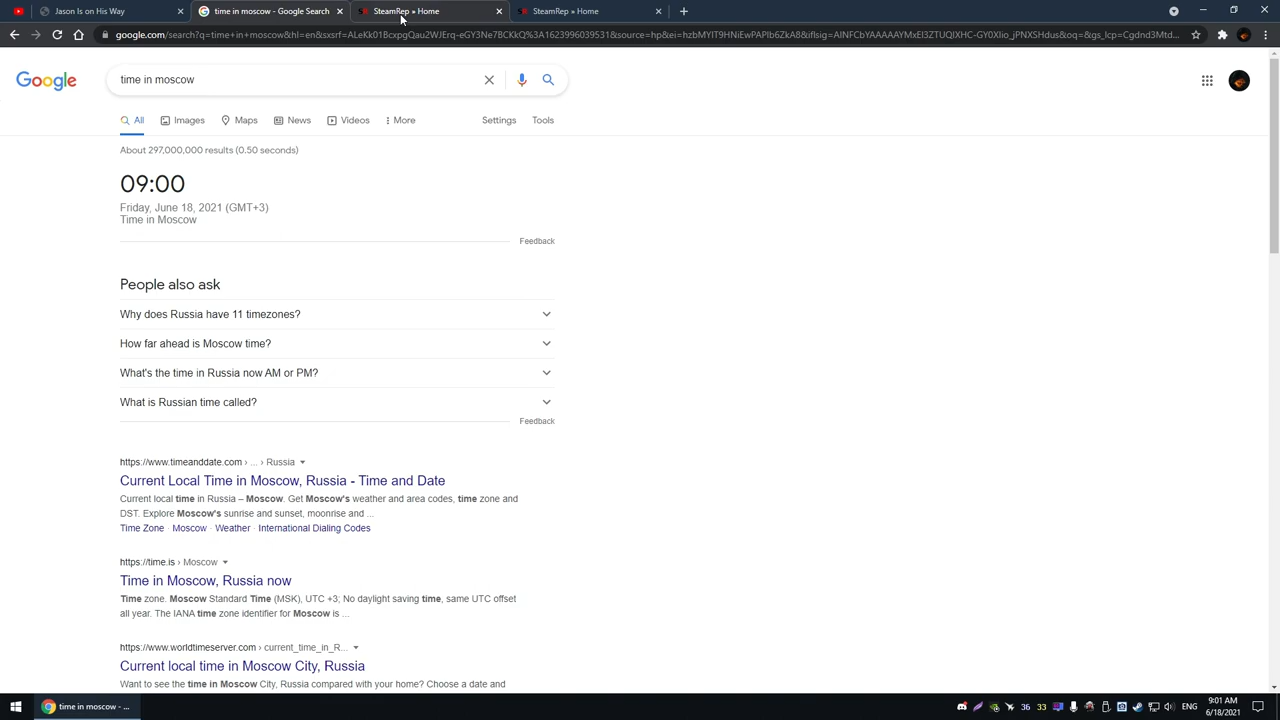 Jason Is on His Way
time in moscow - Google Search
SteamRep » Home
SteamRep » Home
Google
time in moscow
All
Images
Maps
News
Videos
More
Settings
Tools
About 297,000,000 results (0.50 seconds)
09:00
Friday, June 18, 2021 (GMT+3)
Time in Moscow
Feedback
People also ask
Why does Russia have 11 timezones?
How far ahead is Moscow time?
What's the time in Russia now AM or PM?
What is Russian time called?
Feedback
https://www.timeanddate.com › ... › Russia
Current Local Time in Moscow, Russia - Time and Date
Current local time in Russia – Moscow. Get Moscow's weather and area codes, time zone and
DST. Explore Moscow's sunrise and sunset, moonrise and ...
Time Zone · Moscow · Weather · International Dialing Codes
https://time.is › Moscow
Time in Moscow, Russia now
Time zone. Moscow Standard Time (MSK), UTC +3; No daylight saving time, same UTC offset
all year. The IANA time zone identifier for Moscow is ...
https://www.worldtimeserver.com › current_time_in_R...
Current local time in Moscow City, Russia
Want to see the time in Moscow City, Russia compared with your home? Choose a date and
time in moscow - ...
36
33
ENG
9:01 AM
6/18/2021